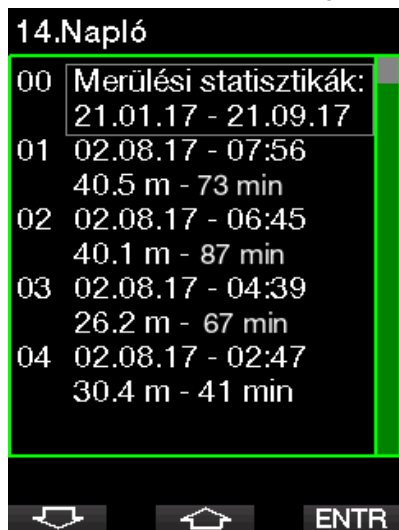 14.Napló
00 Merülési statisztikák:
21.01.17 - 21.09.17
01 02.08.17 - 07:56
40.5 m - 73 min
02 02.08.17 - 06:45
40.1 m - 87 min
03 02.08.17 - 04:39
26.2 m - 67 min
04 02.08.17 - 02:47
30.4 m - 41 min
ENTR